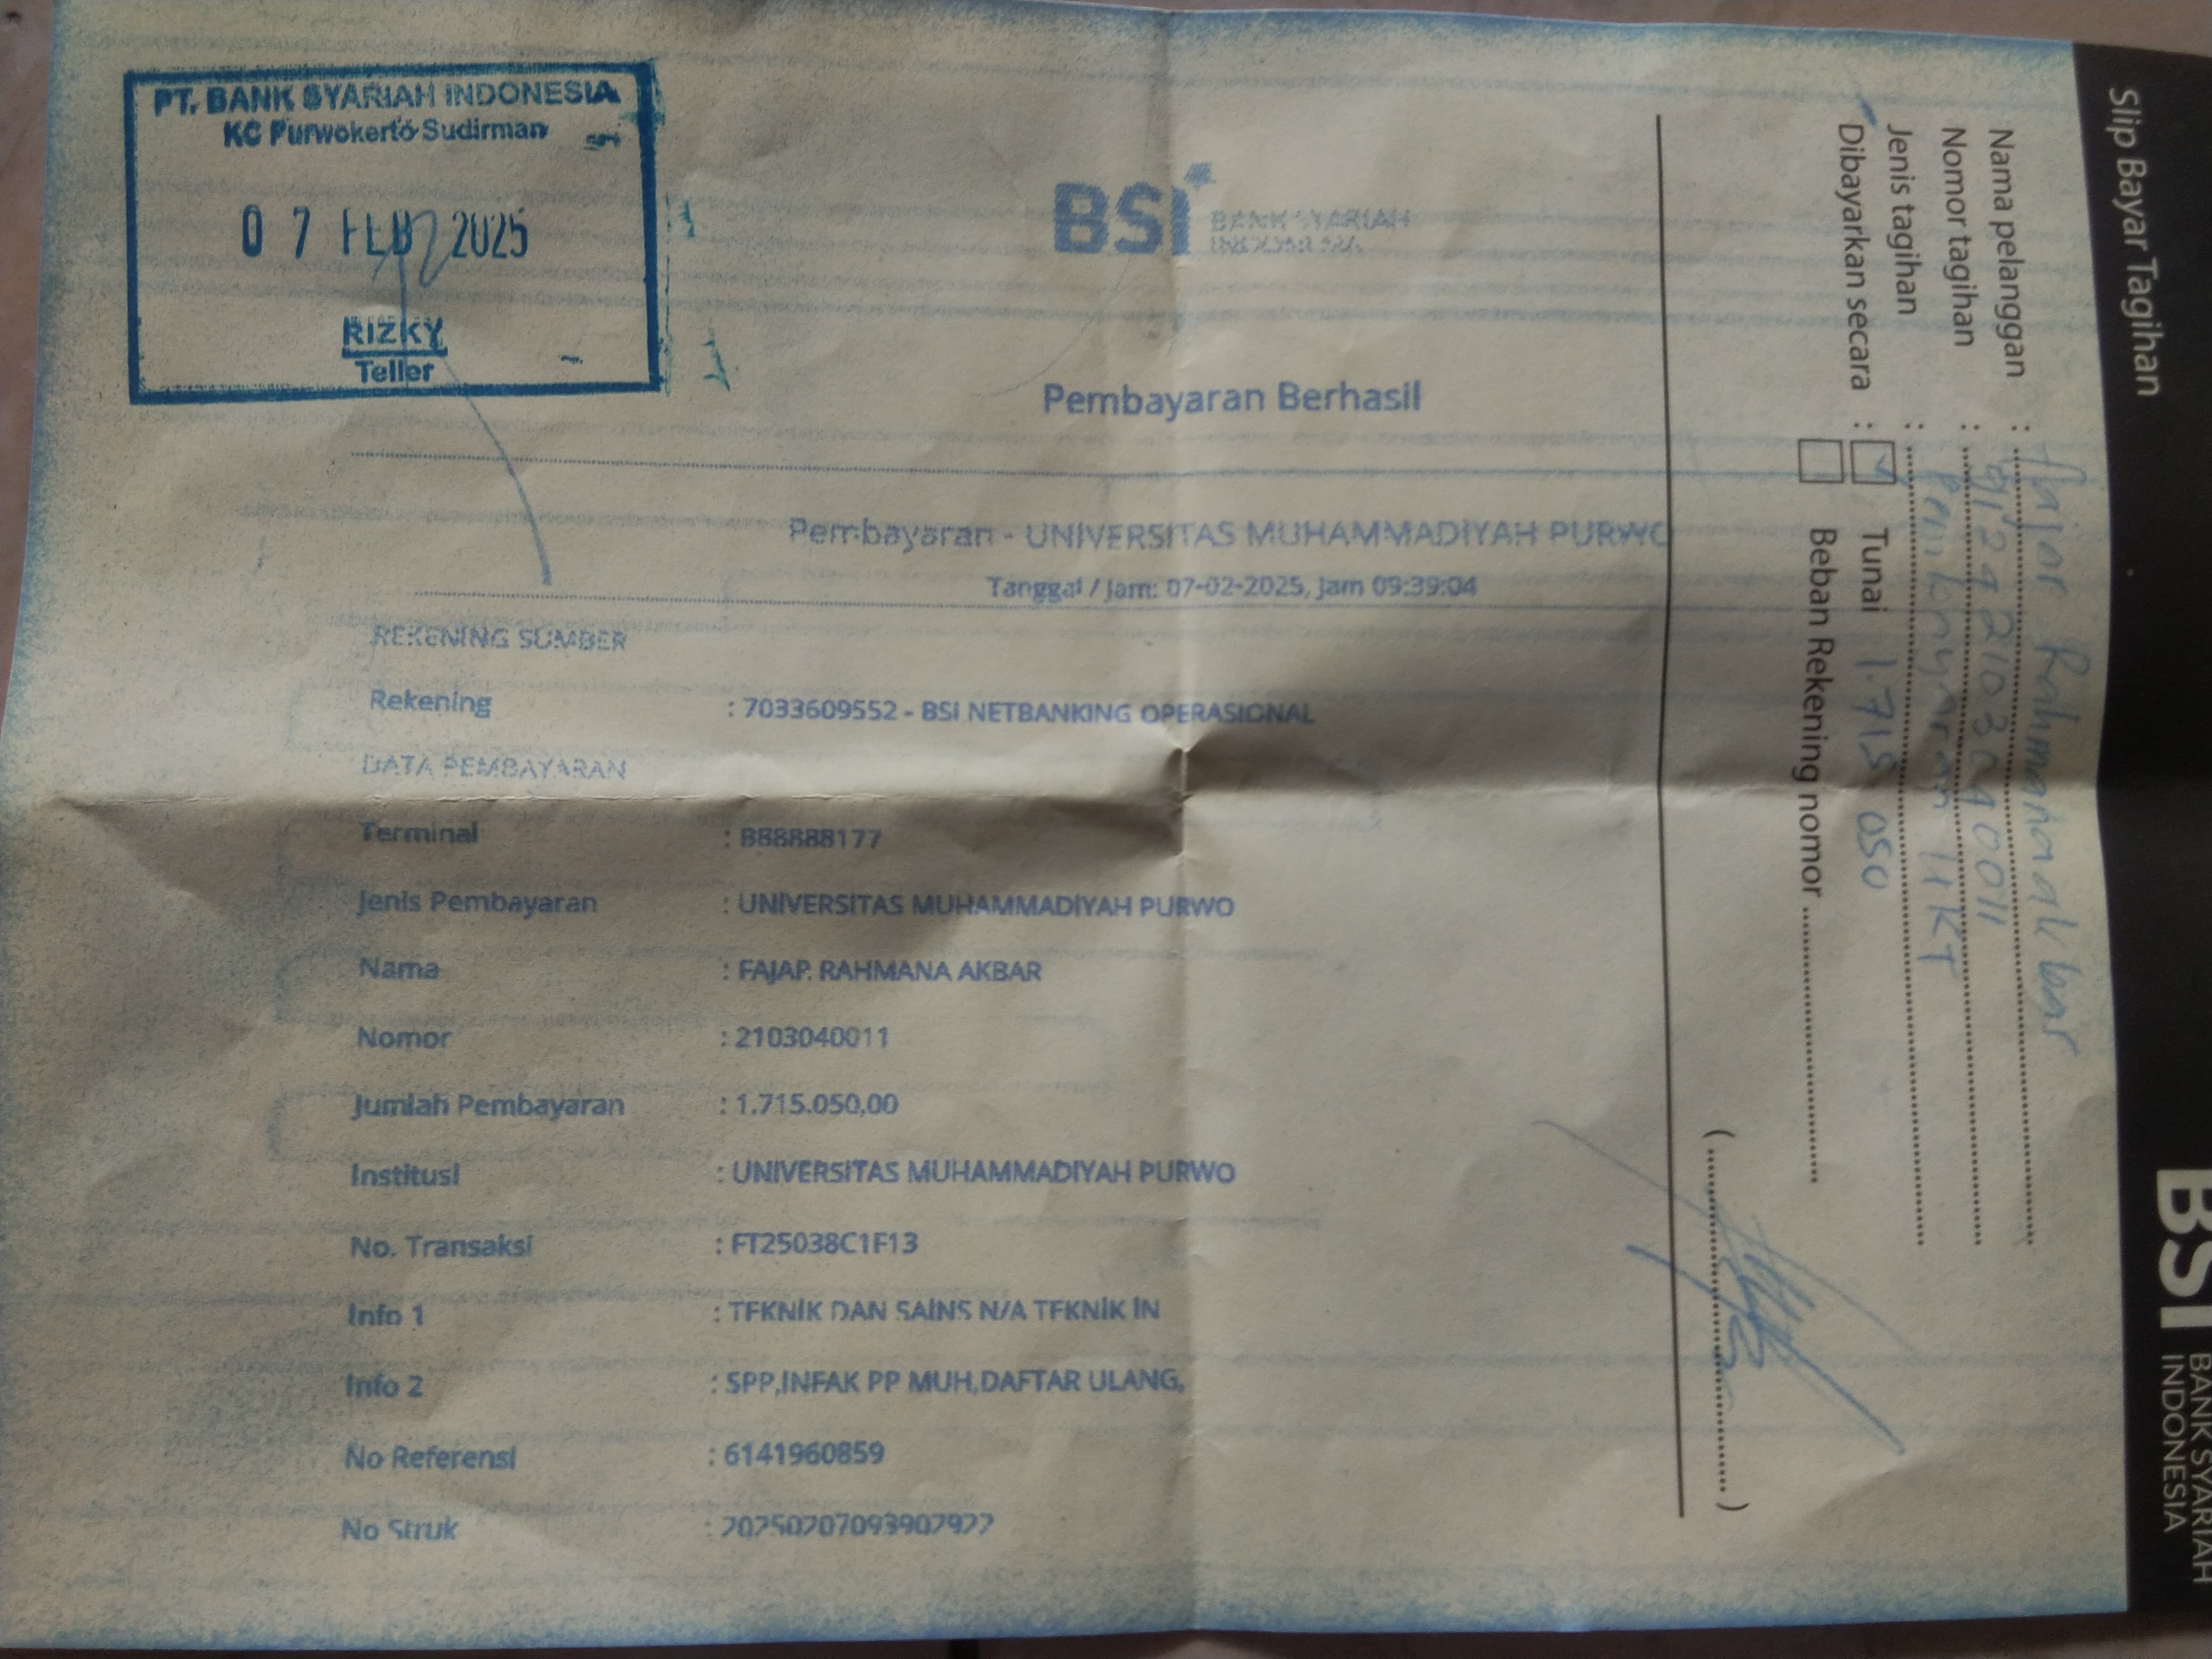 PT. BANK SYARIAH INDONESIA
KC Purwokerto Sudirman
07 FEB 2025
RIZKY
Teller
BSI BANK SYARIAH
INDONESIA
Pembayaran Berhasil
Pembayaran - UNIVERSITAS MUHAMMADIYAH PURWO
Tanggal / Jam: 07-02-2025, Jam 09:39:04
REKENING SUMBER
Rekening : 7033609552 - BSI NETBANKING OPERASIONAL
DATA PEMBAYARAN
Terminal : B88888177
Jenis Pembayaran : UNIVERSITAS MUHAMMADIYAH PURWO
Nama : FAJAR RAHMANA AKBAR
Nomor : 2103040011
Jumlah Pembayaran : 1.715.050,00
Institusi : UNIVERSITAS MUHAMMADIYAH PURWO
No. Transaksi : FT25038C1F13
Info 1 : TEKNIK DAN SAINS N/A TEKNIK IN
Info 2 : SPP,INFAK PP MUH,DAFTAR ULANG,
No Referensi : 6141960859
No Struk : 20250207093907922
Slip Bayar Tagihan
BSI BANK SYARIAH
INDONESIA
Nama pelanggan : Fajar Rahmana akbar
Nomor tagihan :
Jenis tagihan : Pembayaran UKT
Dibayarkan secara : Tunai 1.715 050
Beban Rekening nomor